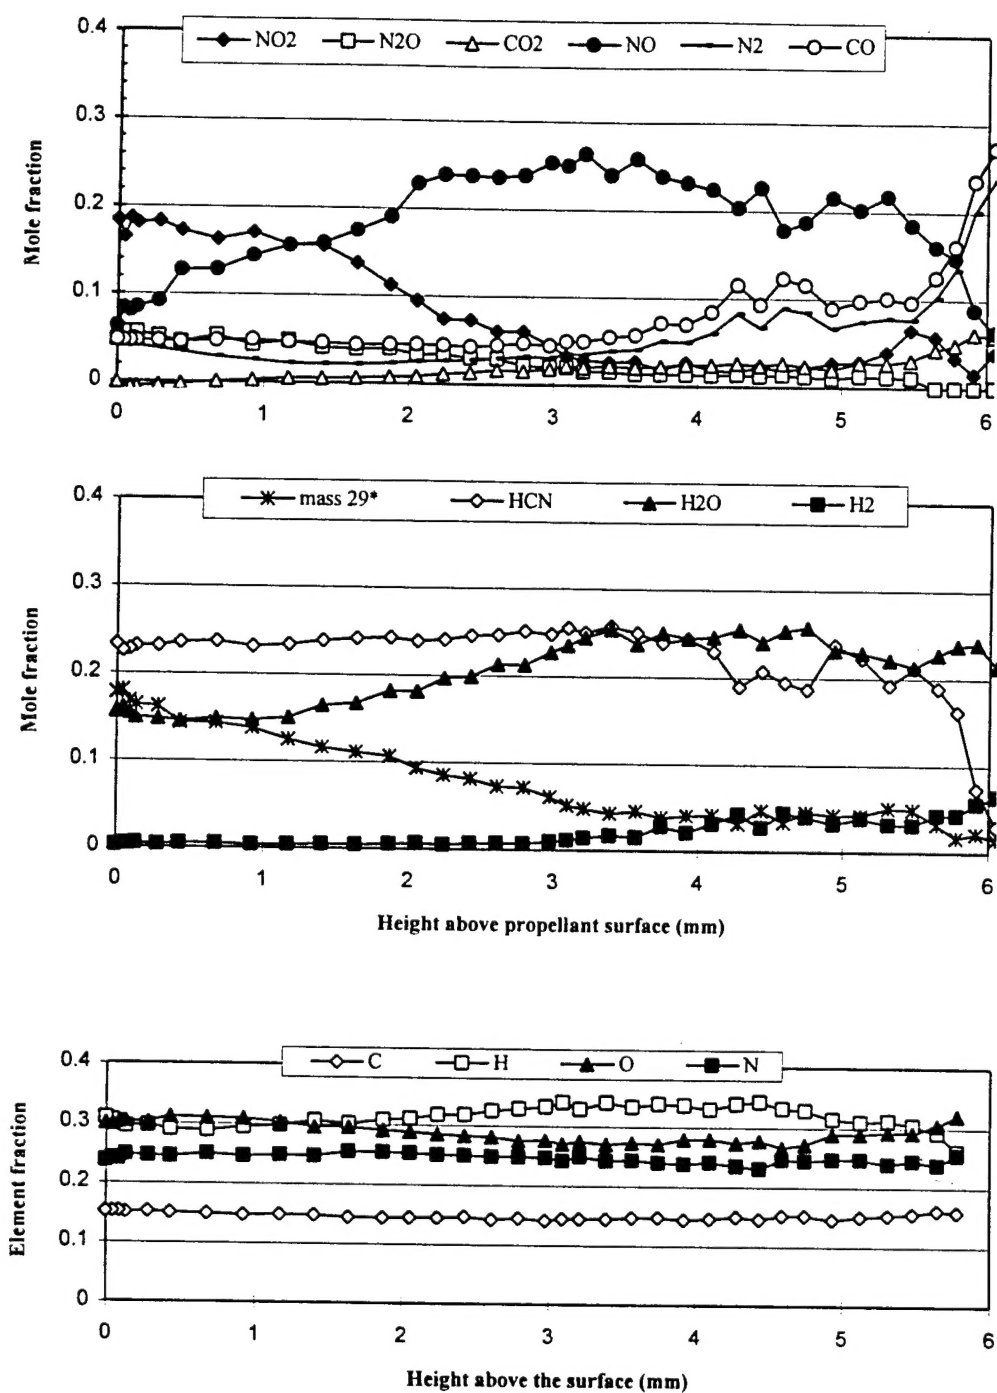 NO2 N2O CO2 NO N2 CO
0.4
0.3
0.2
0.1
0
Mole fraction
0 1 2 3 4 5 6
mass 29* HCN H2O H2
0.4
0.3
0.2
0.1
0
Mole fraction
0 1 2 3 4 5 6
Height above propellant surface (mm)
C H O N
0.4
0.3
0.2
0.1
0
Element fraction
0 1 2 3 4 5 6
Height above the surface (mm)